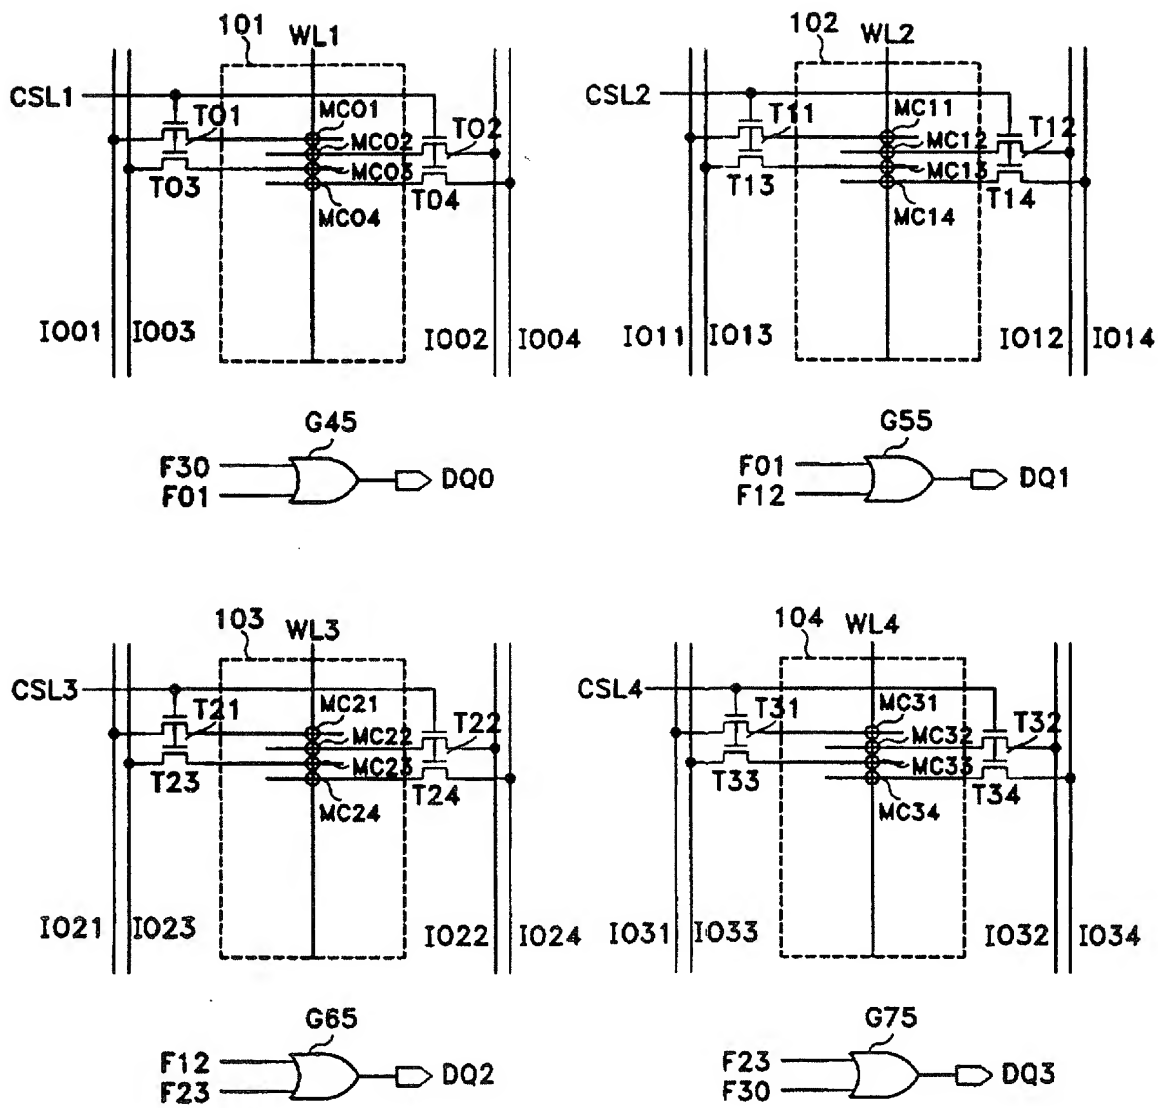 101 WL1
CSL1
T01 MC01
MC02 T02
MC03
T03 T04
MC04
IO01 IO03 IO02 IO04
102 WL2
CSL2
T11 MC11
MC12 T12
MC13
T13 T14
MC14
IO11 IO13 IO12 IO14
G45
F30
F01 DQ0
G55
F01
F12 DQ1
103 WL3
CSL3
T21 MC21
MC22 T22
MC23
T23 T24
MC24
IO21 IO23 IO22 IO24
104 WL4
CSL4
T31 MC31
MC32 T32
MC33
T33 T34
MC34
IO31 IO33 IO32 IO34
G65
F12
F23 DQ2
G75
F23
F30 DQ3